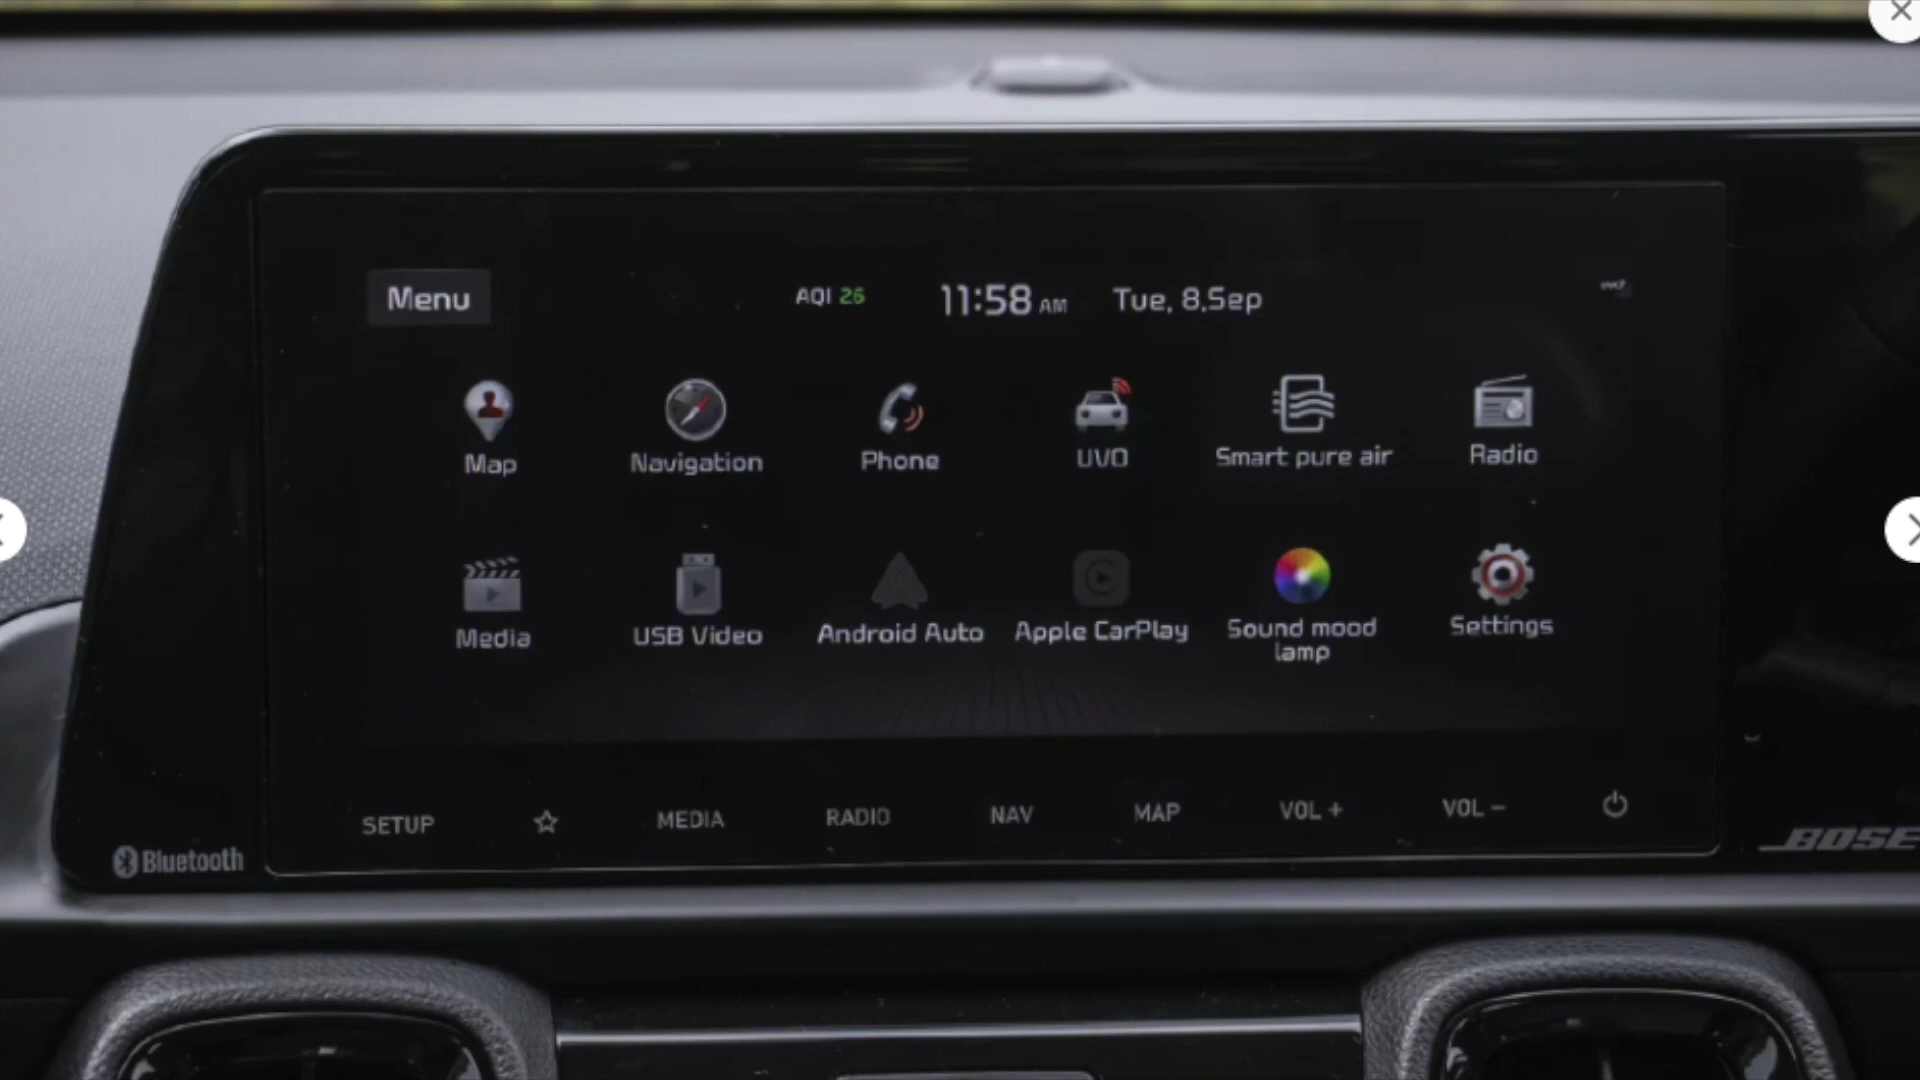 Menu
AQI 26
11:58 AM
Tue, 8.Sep
Map
Navigation
Phone
UVO
Smart pure air
Radio
Media
USB Video
Android Auto
Apple CarPlay
Sound mood
lamp
Settings
SETUP
MEDIA
RADIO
NAV
MAP
VOL +
VOL −
Bluetooth
BOSE